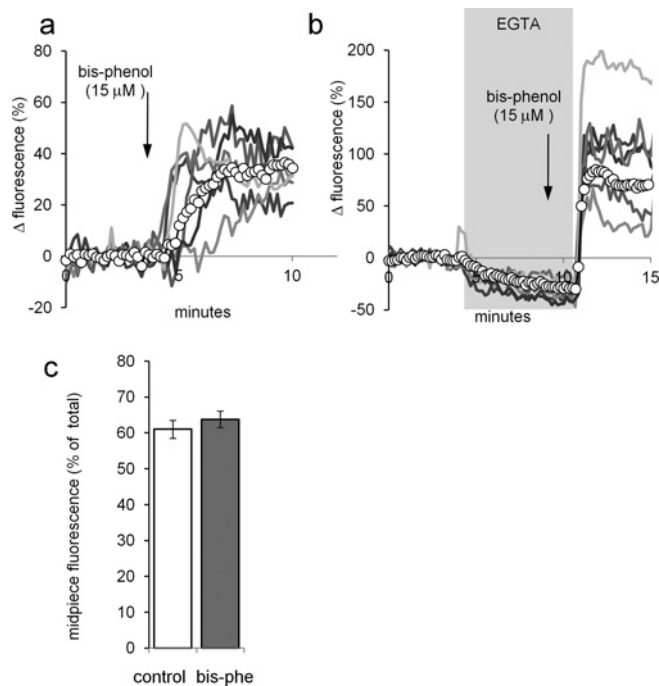 a
Δ fluorescence (%)
60
40
20
0
-20
bis-phenol
(15 μM )
0
5
10
minutes
b
Δ fluorescence (%)
200
150
100
50
0
-50
EGTA
bis-phenol
(15 μM )
0
5
10
15
minutes
c
midpiece fluorescence (% of total)
80
70
60
50
40
30
20
10
0
control bis-phe